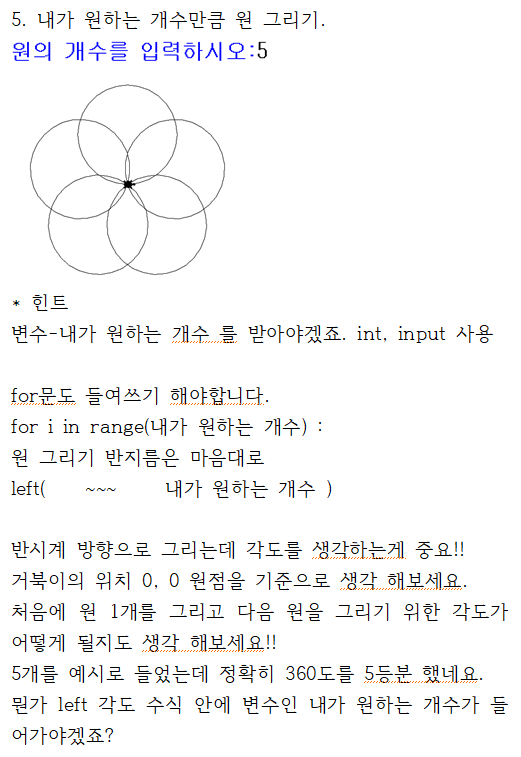 5. 내가 원하는 개수만큼 원 그리기.
원의 개수를 입력하시오:5
* 힌트
변수-내가 원하는 개수 를 받아야겠죠. int, input 사용
for문도 들여쓰기 해야합니다.
for i in range(내가 원하는 개수) :
원 그리기 반지름은 마음대로
left( ~~~ 내가 원하는 개수 )
반시계 방향으로 그리는데 각도를 생각하는게 중요!!
거북이의 위치 0, 0 원점을 기준으로 생각 해보세요.
처음에 원 1개를 그리고 다음 원을 그리기 위한 각도가
어떻게 될지도 생각 해보세요!!
5개를 예시로 들었는데 정확히 360도를 5등분 했네요.
뭔가 left 각도 수식 안에 변수인 내가 원하는 개수가 들
어가야겠죠?